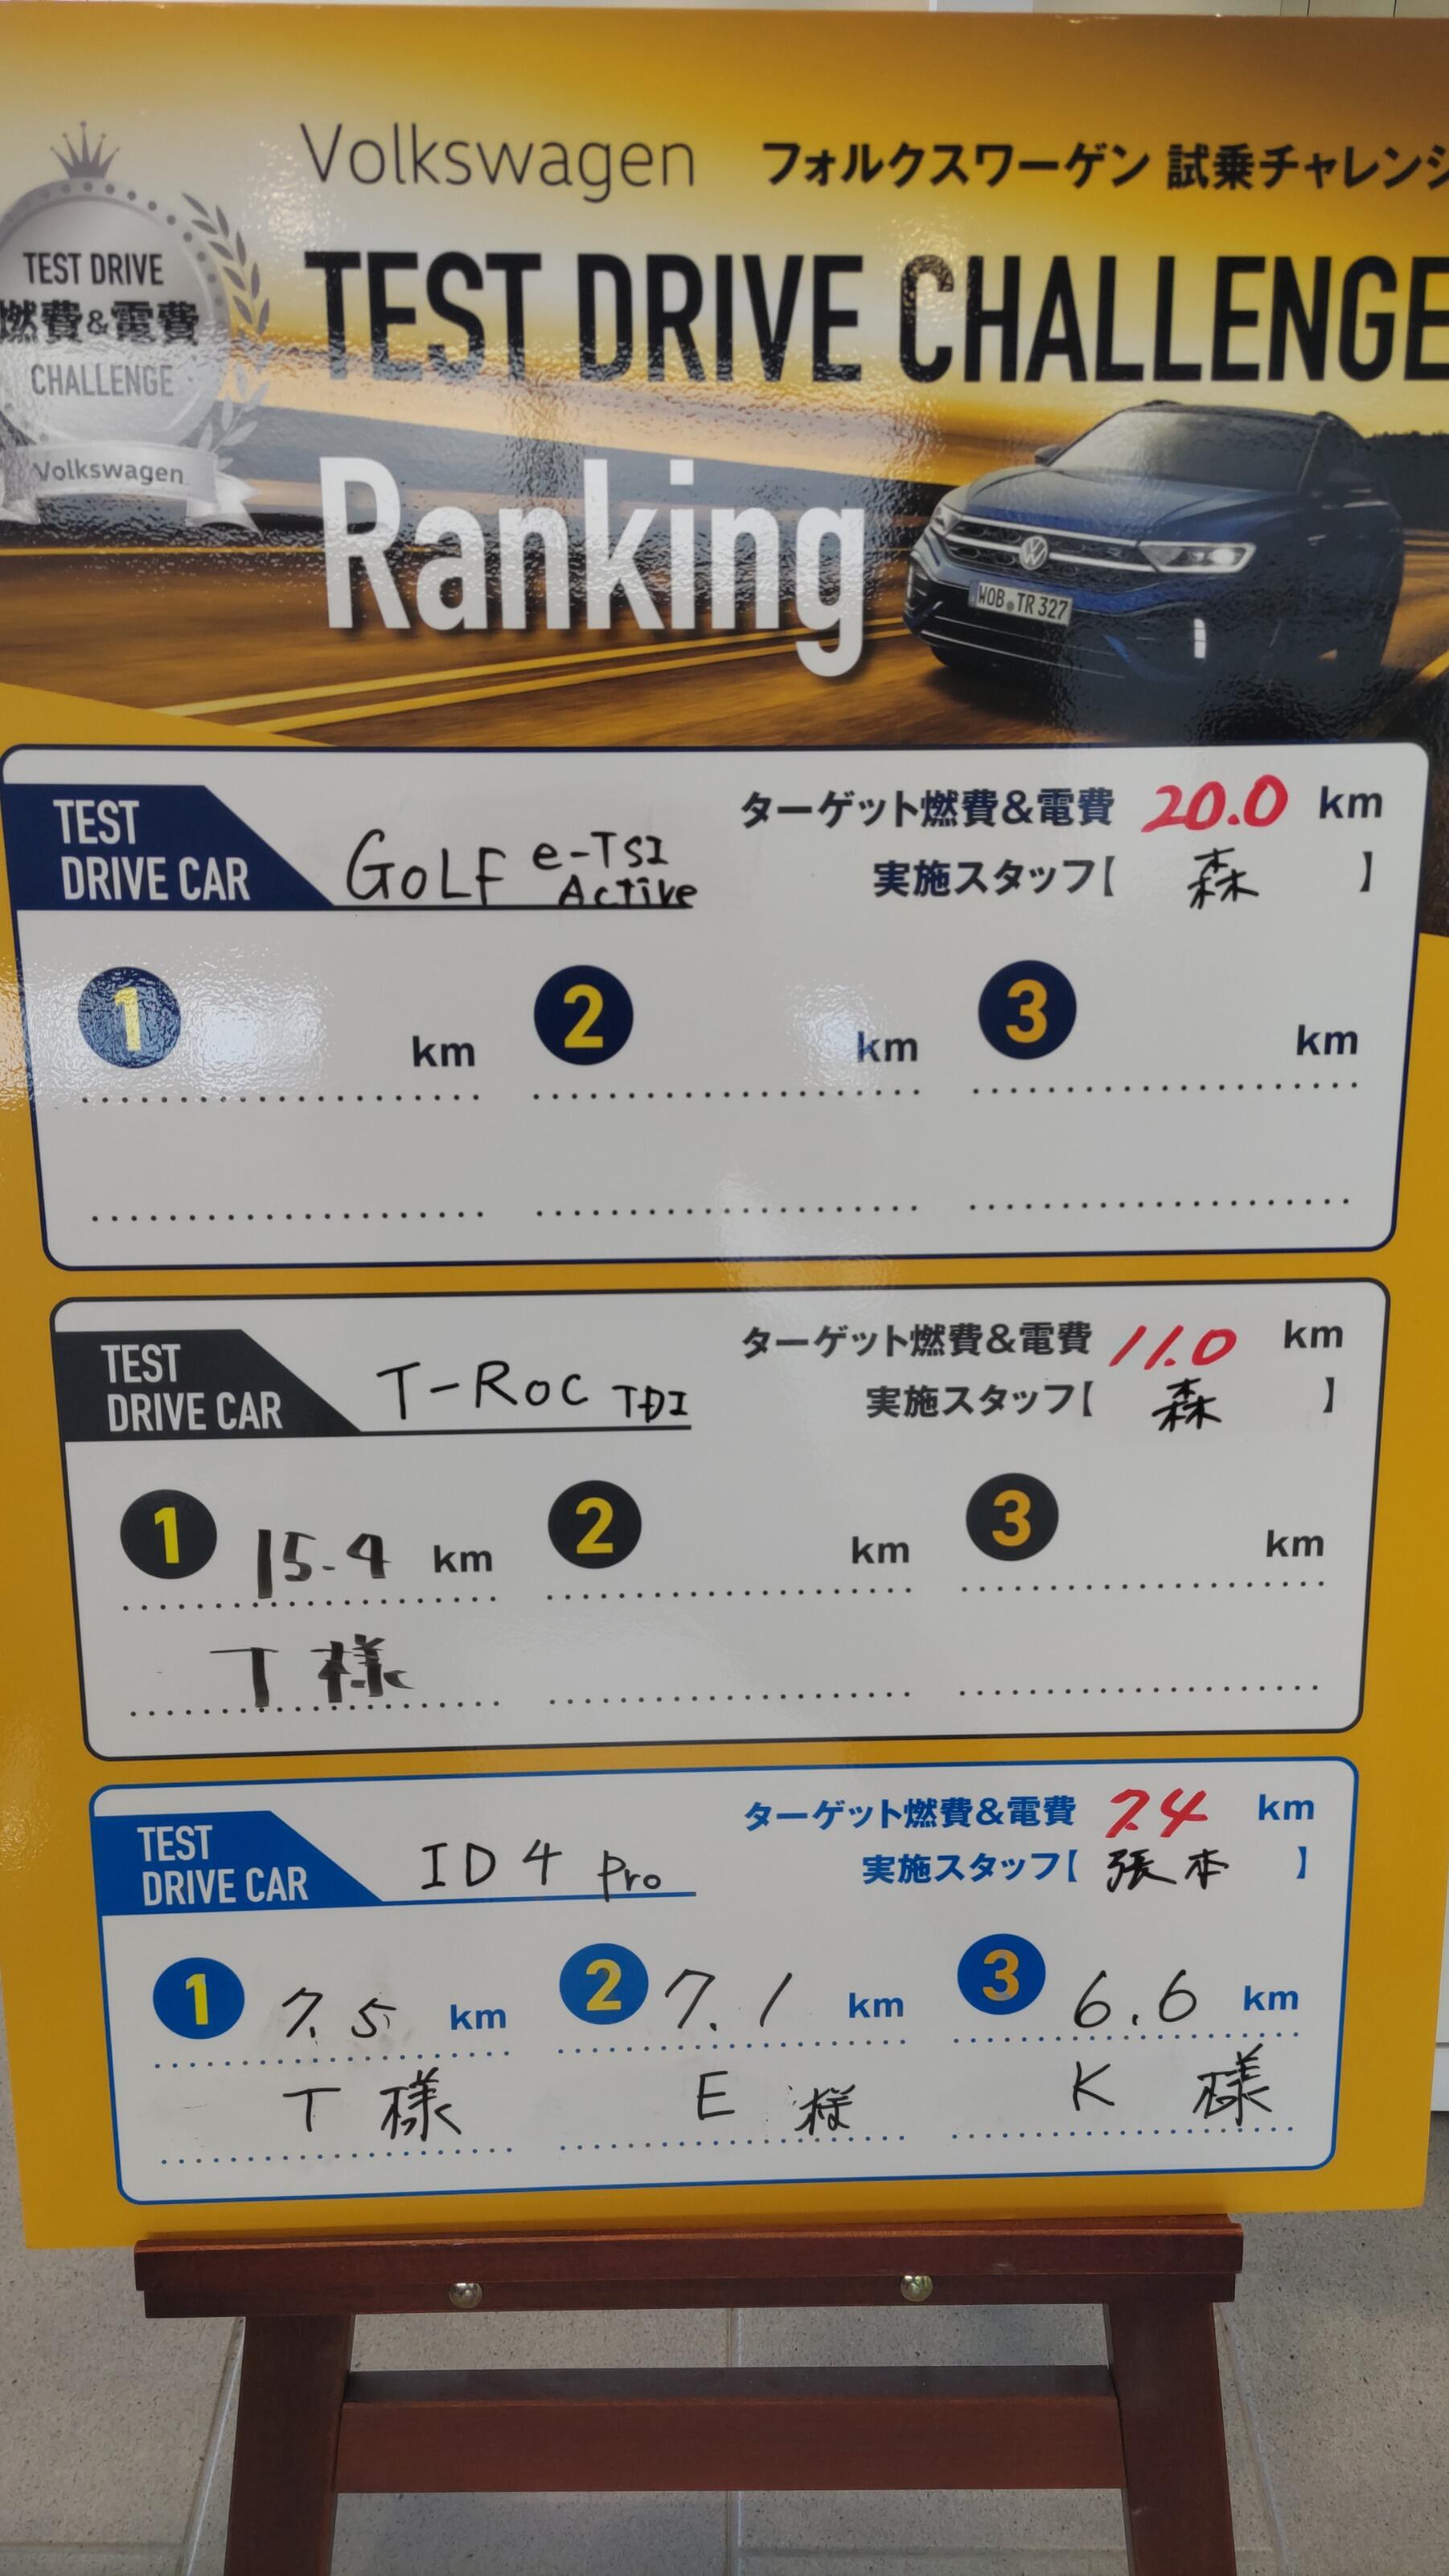 Volkswagen フォルクスワーゲン 試乗チャレンジ
TEST DRIVE CHALLENGE
Ranking
TEST DRIVE
燃費&電費
CHALLENGE
Volkswagen
WOB TR 327
TEST
DRIVE CAR
GOLF e-TSI
Active
ターゲット燃費&電費 20.0 km
実施スタッフ【 森 】
1 km 2 km 3 km
TEST
DRIVE CAR
T-Roc TDI
ターゲット燃費&電費 11.0 km
実施スタッフ【 森 】
1 15.4 km 2 km 3 km
T 様
TEST
DRIVE CAR
ID 4 Pro
ターゲット燃費&電費 7.4 km
実施スタッフ【 張本 】
1 7.5 km 2 7.1 km 3 6.6 km
T 様 E 様 K 様